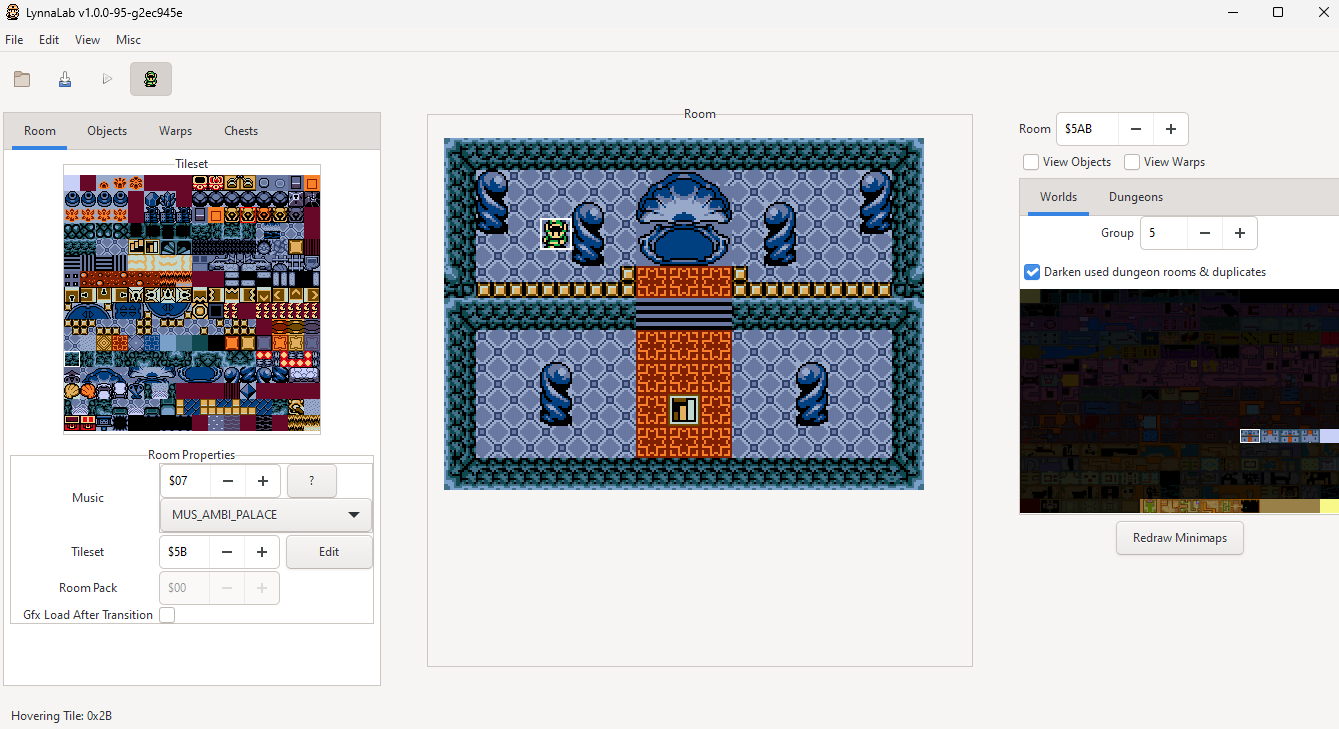 LynnaLab v1.0.0-95-g2ec945e
File Edit View Misc
Room Objects Warps Chests
Tileset
Room Properties
Music $07 ?
MUS_AMBI_PALACE
Tileset $5B Edit
Room Pack $00
Gfx Load After Transition
Hovering Tile: 0x2B
Room
Room $5AB
View Objects View Warps
Worlds Dungeons
Group 5
Darken used dungeon rooms & duplicates
Redraw Minimaps